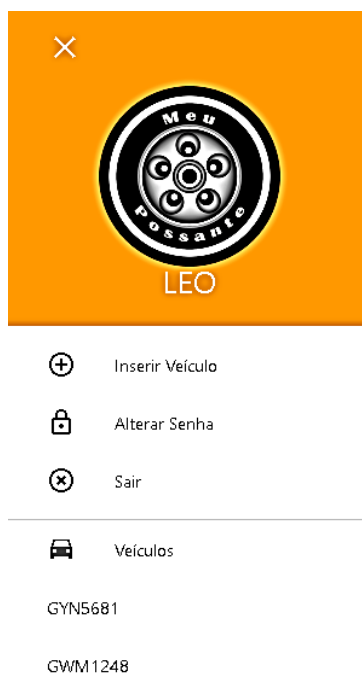 Meu
Possante
LEO
Inserir Veículo
Alterar Senha
Sair
Veículos
GYN5681
GWM1248